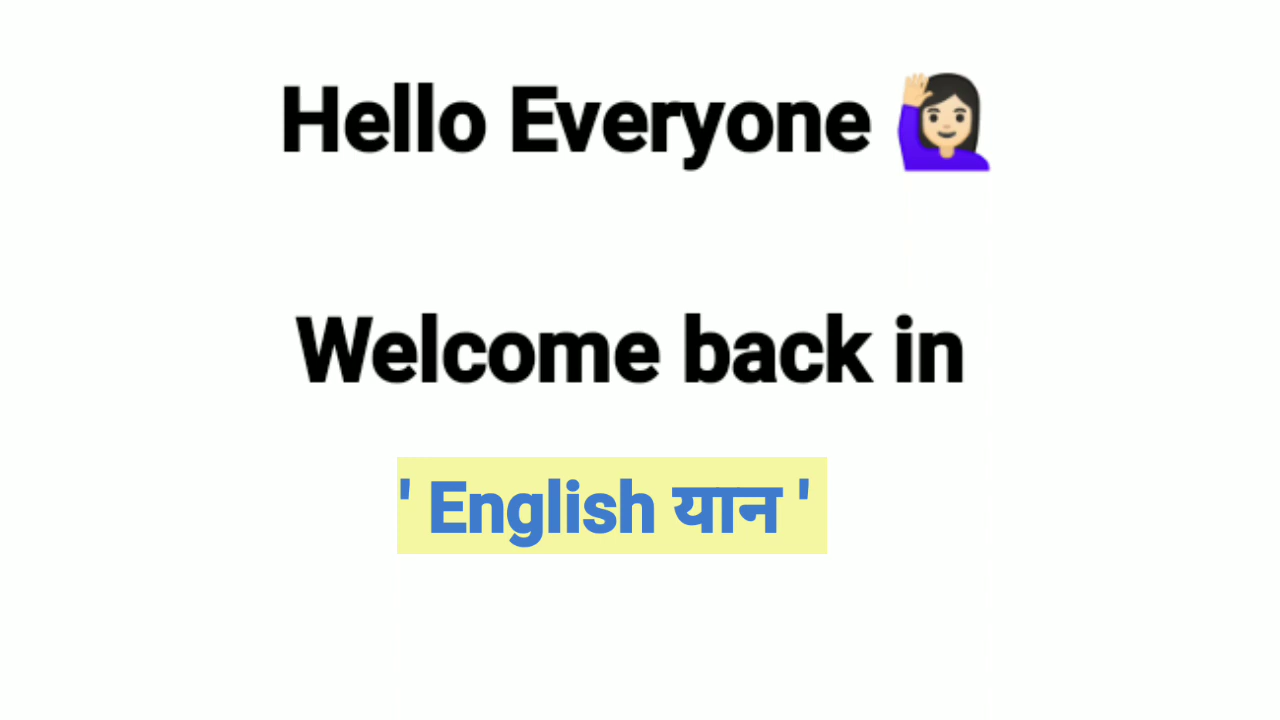 Hello Everyone 🙋🏻‍♀️
Welcome back in
' English यान '